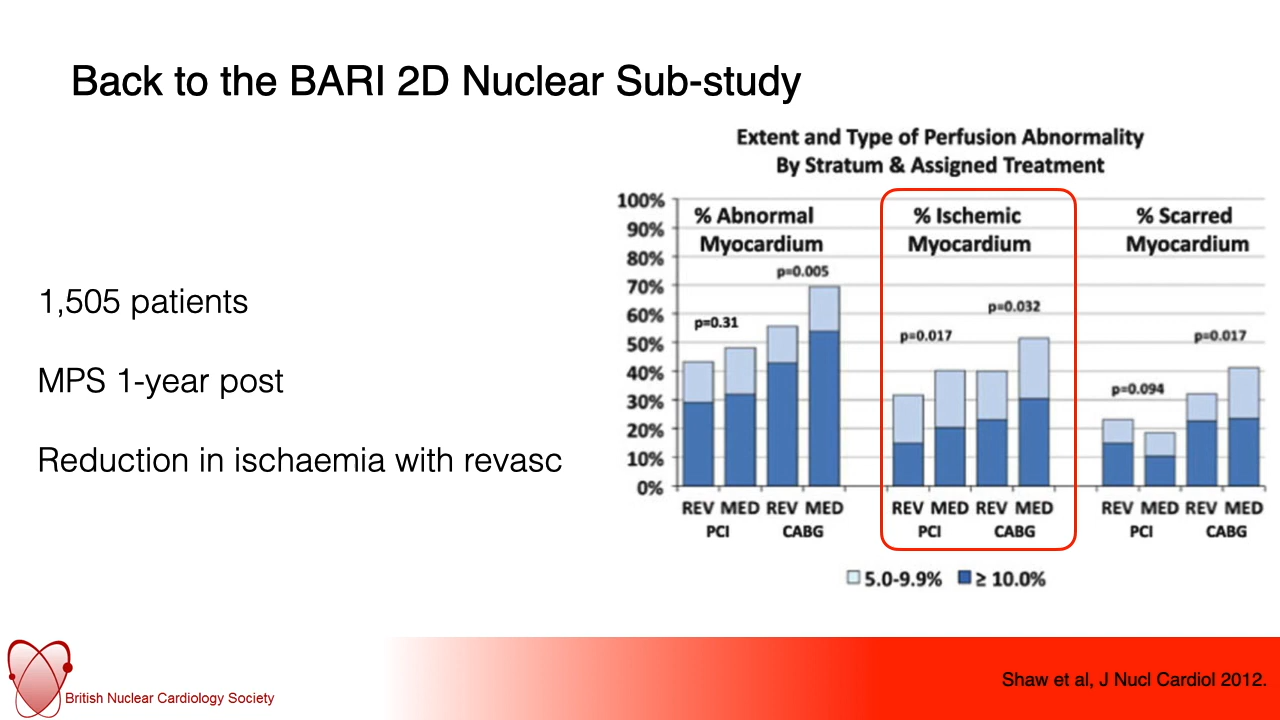 Back to the BARI 2D Nuclear Sub-study
1,505 patients
MPS 1-year post
Reduction in ischaemia with revasc
Extent and Type of Perfusion Abnormality
By Stratum & Assigned Treatment
100%
90%
80%
70%
60%
50%
40%
30%
20%
10%
0%
% Abnormal
Myocardium
p=0.005
p=0.31
REV MED REV MED
PCI CABG
% Ischemic
Myocardium
p=0.032
p=0.017
REV MED REV MED
PCI CABG
% Scarred
Myocardium
p=0.017
p=0.094
REV MED REV MED
PCI CABG
5.0-9.9% ≥ 10.0%
British Nuclear Cardiology Society
Shaw et al, J Nucl Cardiol 2012.